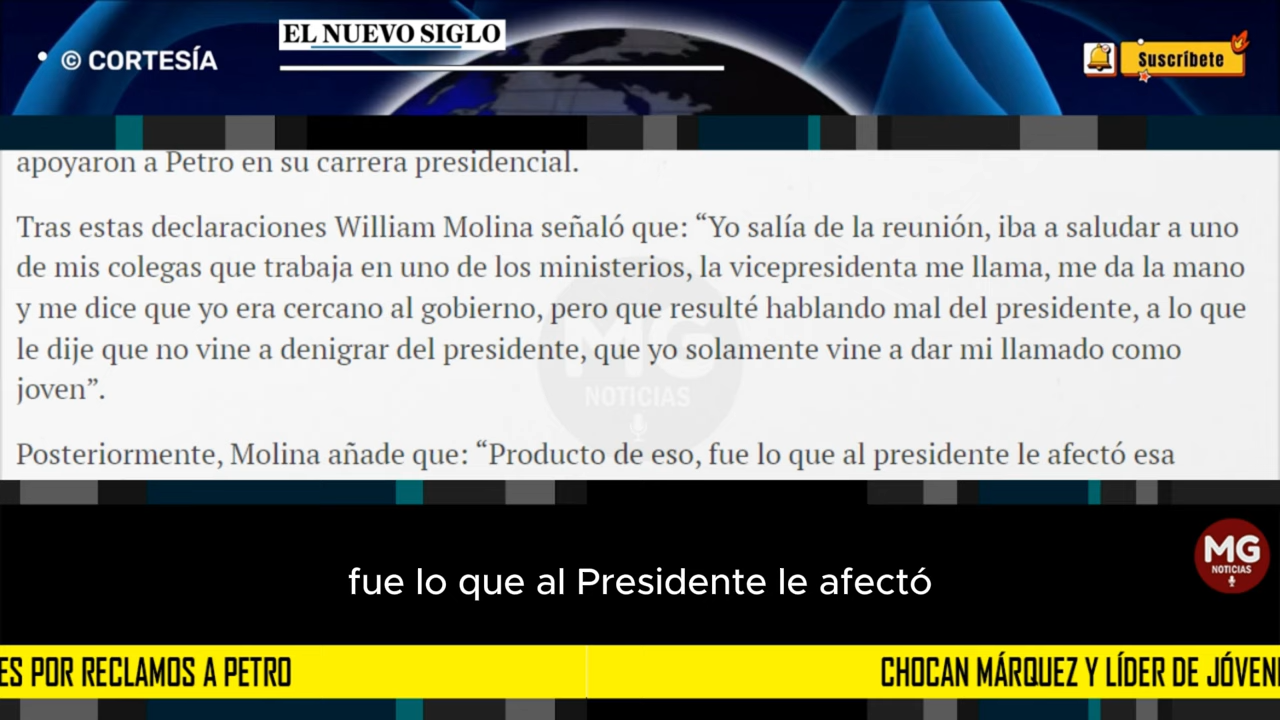 EL NUEVO SIGLO
© CORTESÍA
Suscríbete
apoyaron a Petro en su carrera presidencial.
Tras estas declaraciones William Molina señaló que: “Yo salía de la reunión, iba a saludar a uno
de mis colegas que trabaja en uno de los ministerios, la vicepresidenta me llama, me da la mano
y me dice que yo era cercano al gobierno, pero que resulté hablando mal del presidente, a lo que
le dije que no vine a denigrar del presidente, que yo solamente vine a dar mi llamado como
joven”.
MG
NOTICIAS
Posteriormente, Molina añade que: “Producto de eso, fue lo que al presidente le afectó esa
fue lo que al Presidente le afectó
MG
NOTICIAS
ES POR RECLAMOS A PETRO
CHOCAN MÁRQUEZ Y LÍDER DE JÓVEN